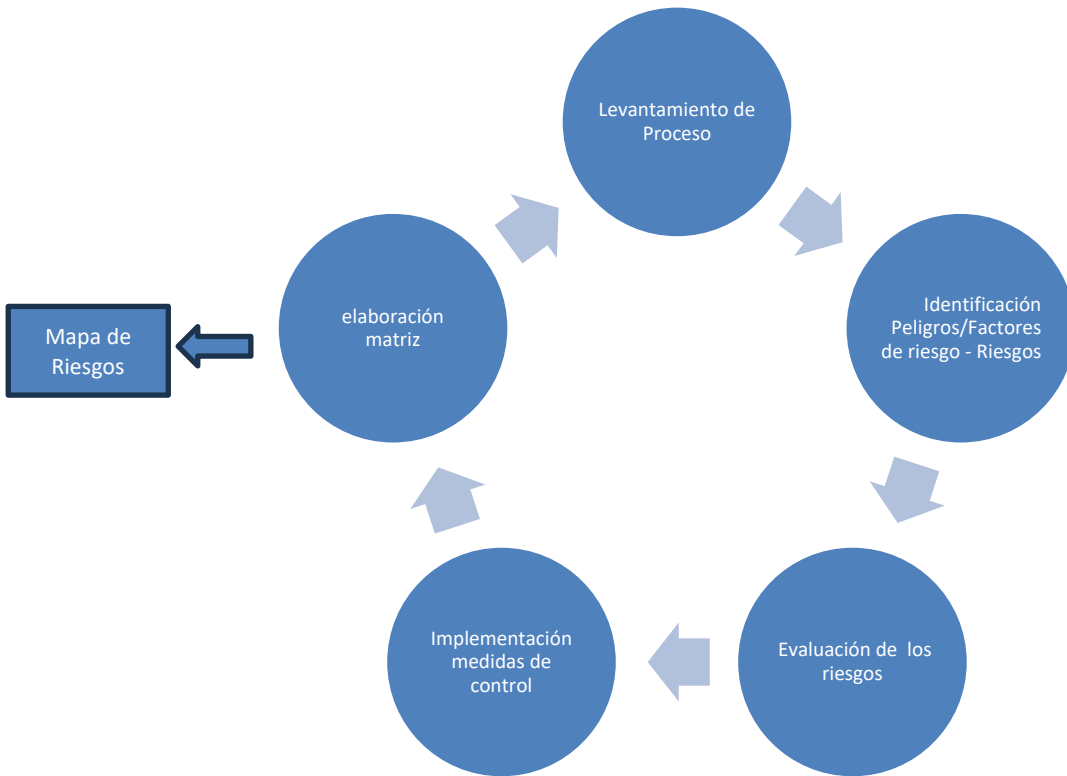 Levantamiento de
Proceso
Identificación
Peligros/Factores
de riesgo - Riesgos
Evaluación de los
riesgos
Implementación
medidas de
control
elaboración
matriz
Mapa de
Riesgos